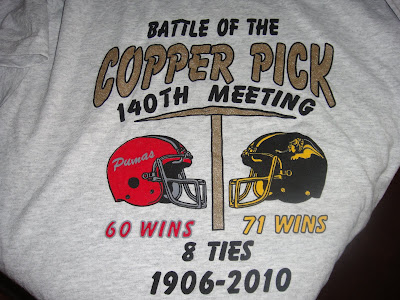 BATTLE OF THE
COPPER PICK
140TH MEETING
Pumas
60 WINS
71 WINS
8 TIES
1906-2010